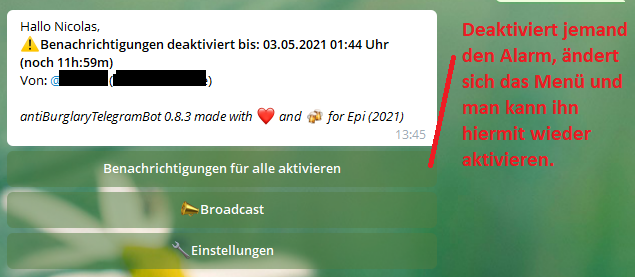 Hallo Nicolas,
⚠️Benachrichtigungen deaktiviert bis: 03.05.2021 01:44 Uhr
(noch 11h:59m)
Von: @ ( e)
antiBurglaryTelegramBot 0.8.3 made with ❤️ and 🍻 for Epi (2021)
13:45
Benachrichtigungen für alle aktivieren
📣Broadcast
🔧Einstellungen
Deaktiviert jemand
den Alarm, ändert
sich das Menü und
man kann ihn
hiermit wieder
aktivieren.